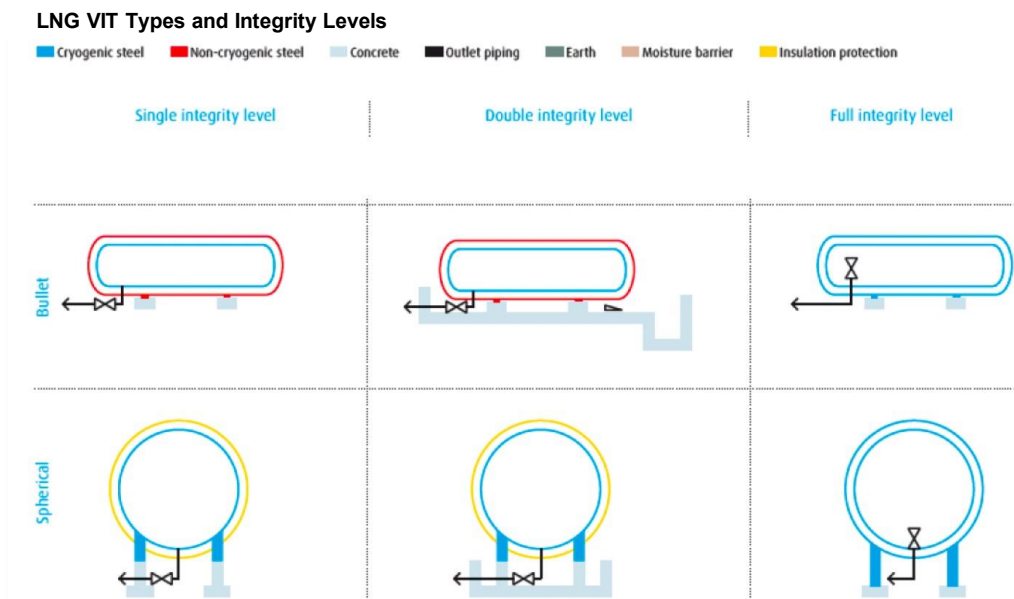 LNG VIT Types and Integrity Levels
Cryogenic steel Non-cryogenic steel Concrete Outlet piping Earth Moisture barrier Insulation protection
Single integrity level Double integrity level Full integrity level
Bullet
Spherical